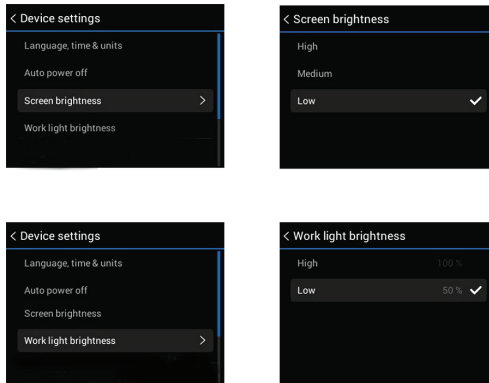 Device settings
Language, time & units
Auto power off
Screen brightness
Work light brightness
Screen brightness
High
Medium
Low
Device settings
Language, time & units
Auto power off
Screen brightness
Work light brightness
Work light brightness
High 100 %
Low 50 %